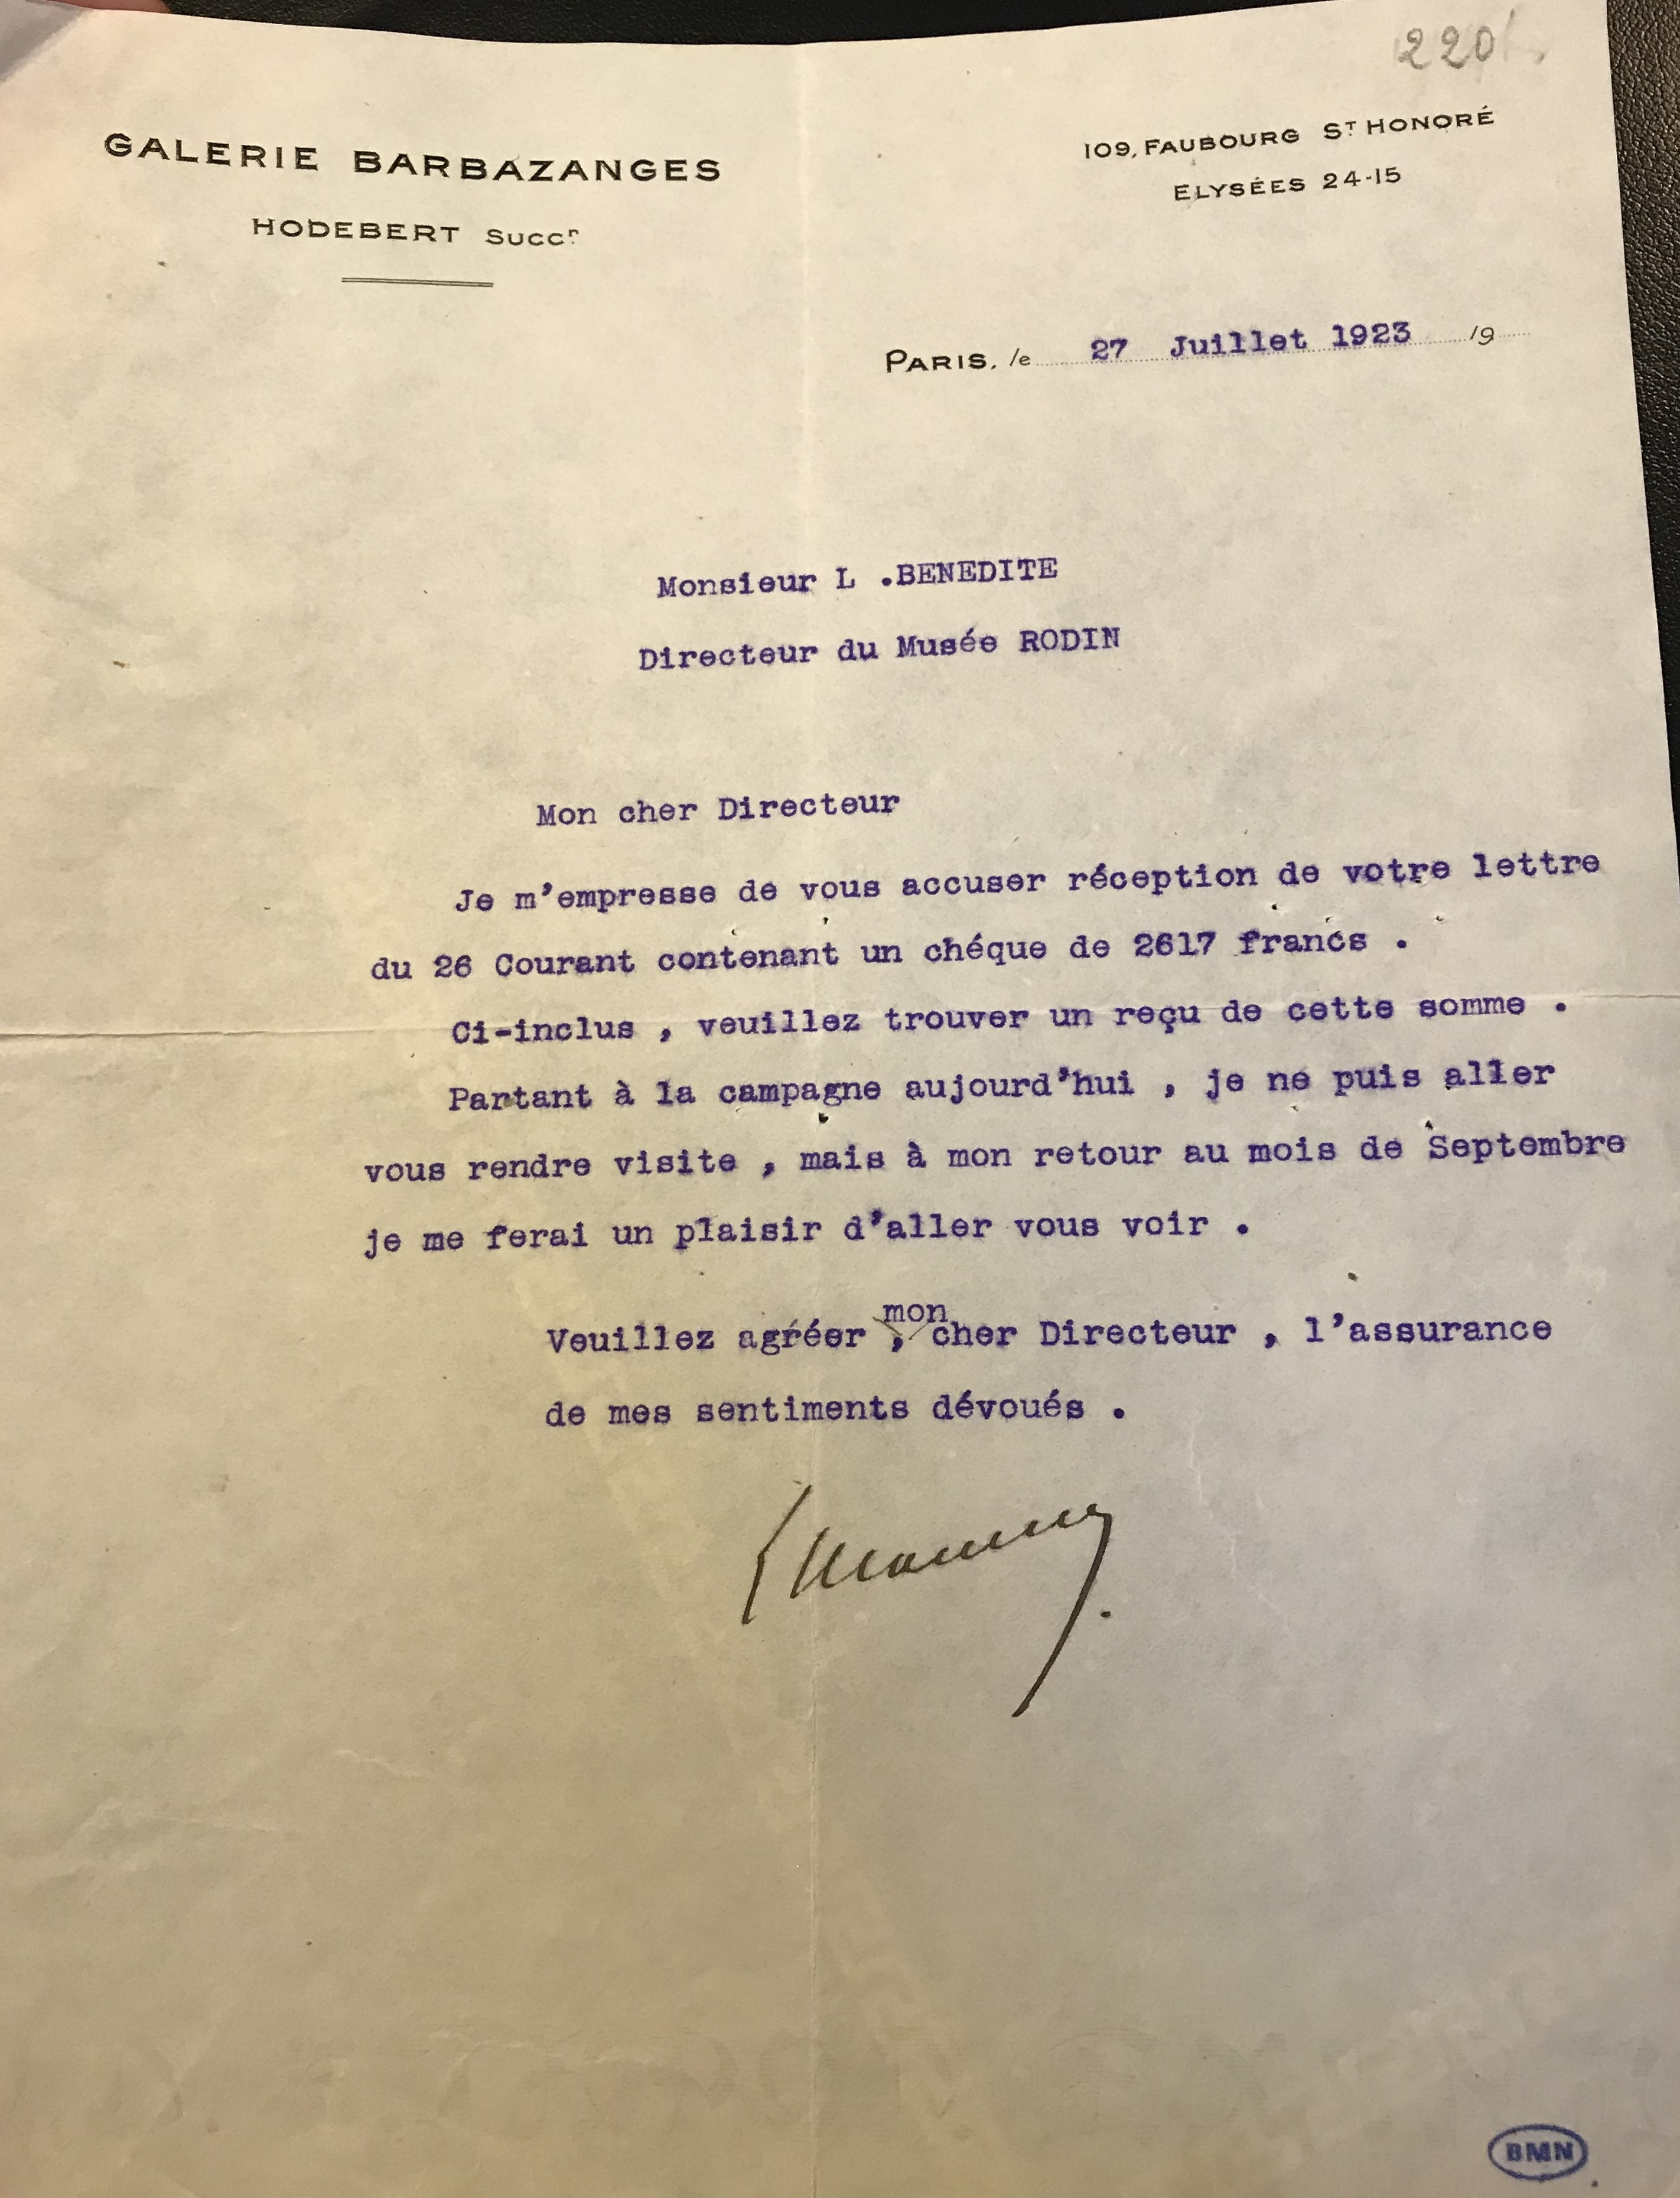 220
GALERIE BARBAZANGES
HODEBERT Succr
109, FAUBOURG ST HONORÉ
ELYSÉES 24-15
PARIS, le 27 Juillet 1923 19
Monsieur L .BENEDITE
Directeur du Musée RODIN
Mon cher Directeur
Je m'empresse de vous accuser réception de votre lettre
du 26 Courant contenant un chéque de 2617 francs .
Ci-inclus , veuillez trouver un reçu de cette somme .
Partant à la campagne aujourd'hui , je ne puis aller
vous rendre visite , mais à mon retour au mois de Septembre
je me ferai un plaisir d'aller vous voir .
mon
Veuillez agréer , cher Directeur , l'assurance
de mes sentiments dévoués .
BMN